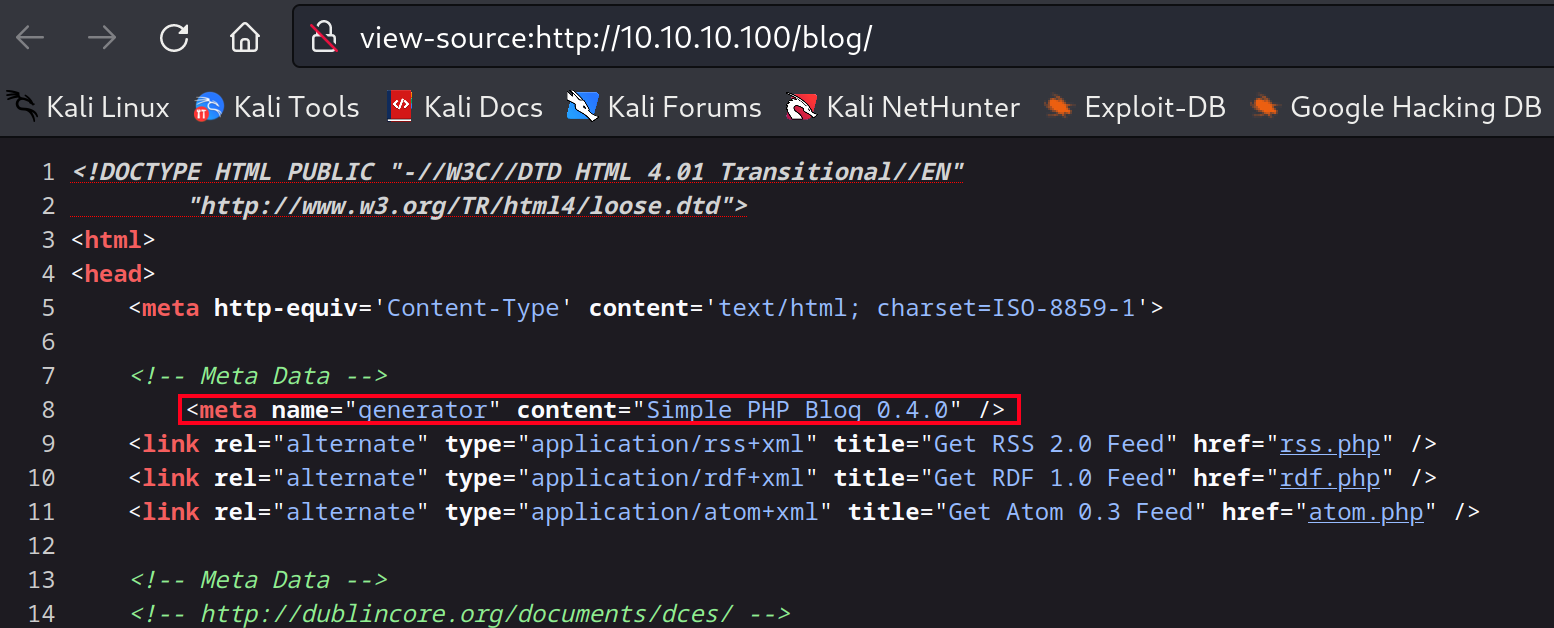 view-source:http://10.10.10.100/blog/
Kali Linux Kali Tools Kali Docs Kali Forums Kali NetHunter Exploit-DB Google Hacking DB
1 <!DOCTYPE HTML PUBLIC "-//W3C//DTD HTML 4.01 Transitional//EN"
2 "http://www.w3.org/TR/html4/loose.dtd">
3 <html>
4 <head>
5 <meta http-equiv='Content-Type' content='text/html; charset=ISO-8859-1'>
6
7 <!-- Meta Data -->
8 <meta name="generator" content="Simple PHP Blog 0.4.0" />
9 <link rel="alternate" type="application/rss+xml" title="Get RSS 2.0 Feed" href="rss.php" />
10 <link rel="alternate" type="application/rdf+xml" title="Get RDF 1.0 Feed" href="rdf.php" />
11 <link rel="alternate" type="application/atom+xml" title="Get Atom 0.3 Feed" href="atom.php" />
12
13 <!-- Meta Data -->
14 <!-- http://dublincore.org/documents/dces/ -->